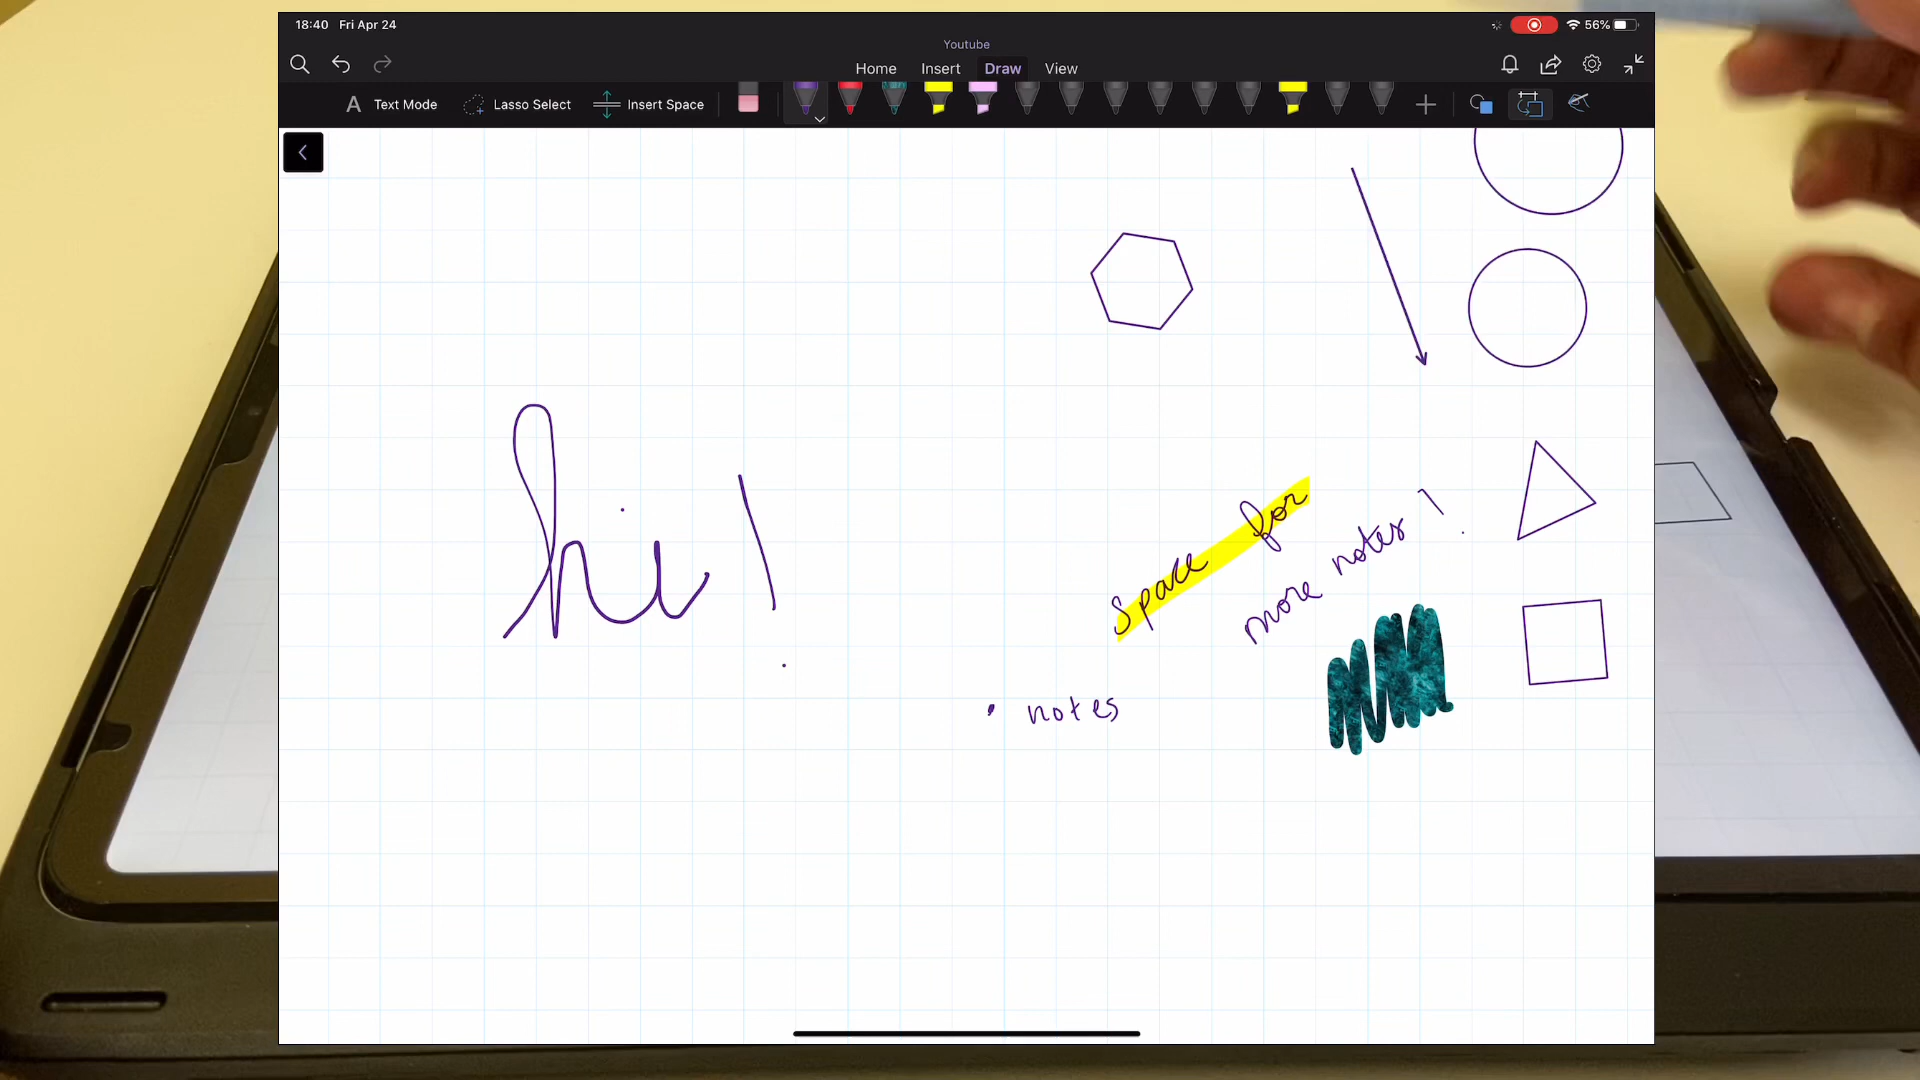 18:40 Fri Apr 24
56%
Youtube
Home Insert Draw View
A Text Mode Lasso Select Insert Space
hi!
Space for
more notes!
• notes